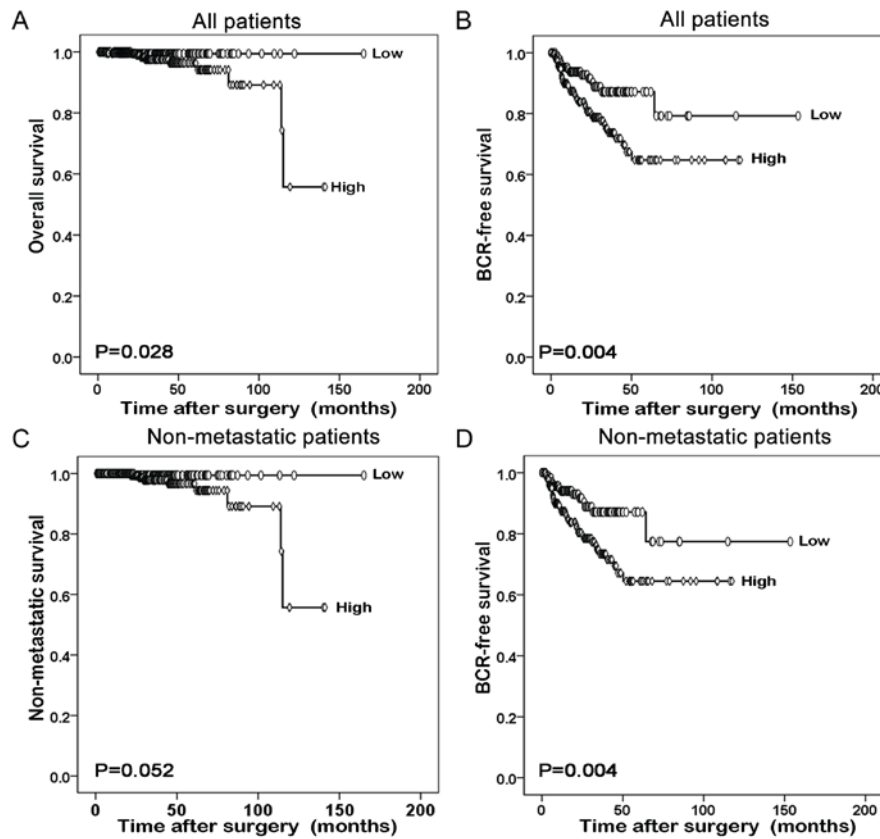 A
All patients
Overall survival
1.0
0.8
0.6
0.4
0.2
0.0
Low
High
P=0.028
0 50 100 150 200
Time after surgery (months)
B
All patients
BCR-free survival
1.0
0.8
0.6
0.4
0.2
0.0
Low
High
P=0.004
0 50 100 150 200
Time after surgery (months)
C
Non-metastatic patients
Non-metastatic survival
1.0
0.8
0.6
0.4
0.2
0.0
Low
High
P=0.052
0 50 100 150 200
Time after surgery (months)
D
Non-metastatic patients
BCR-free survival
1.0
0.8
0.6
0.4
0.2
0.0
Low
High
P=0.004
0 50 100 150 200
Time after surgery (months)